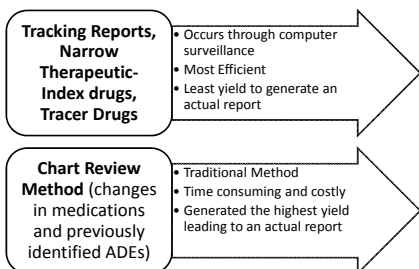 Tracking Reports,
Narrow
Therapeutic-
Index drugs,
Tracer Drugs
• Occurs through computer
surveillance
• Most Efficient
• Least yield to generate an
actual report
Chart Review
Method (changes
in medications
and previously
identified ADEs)
• Traditional Method
• Time consuming and costly
• Generated the highest yield
leading to an actual report